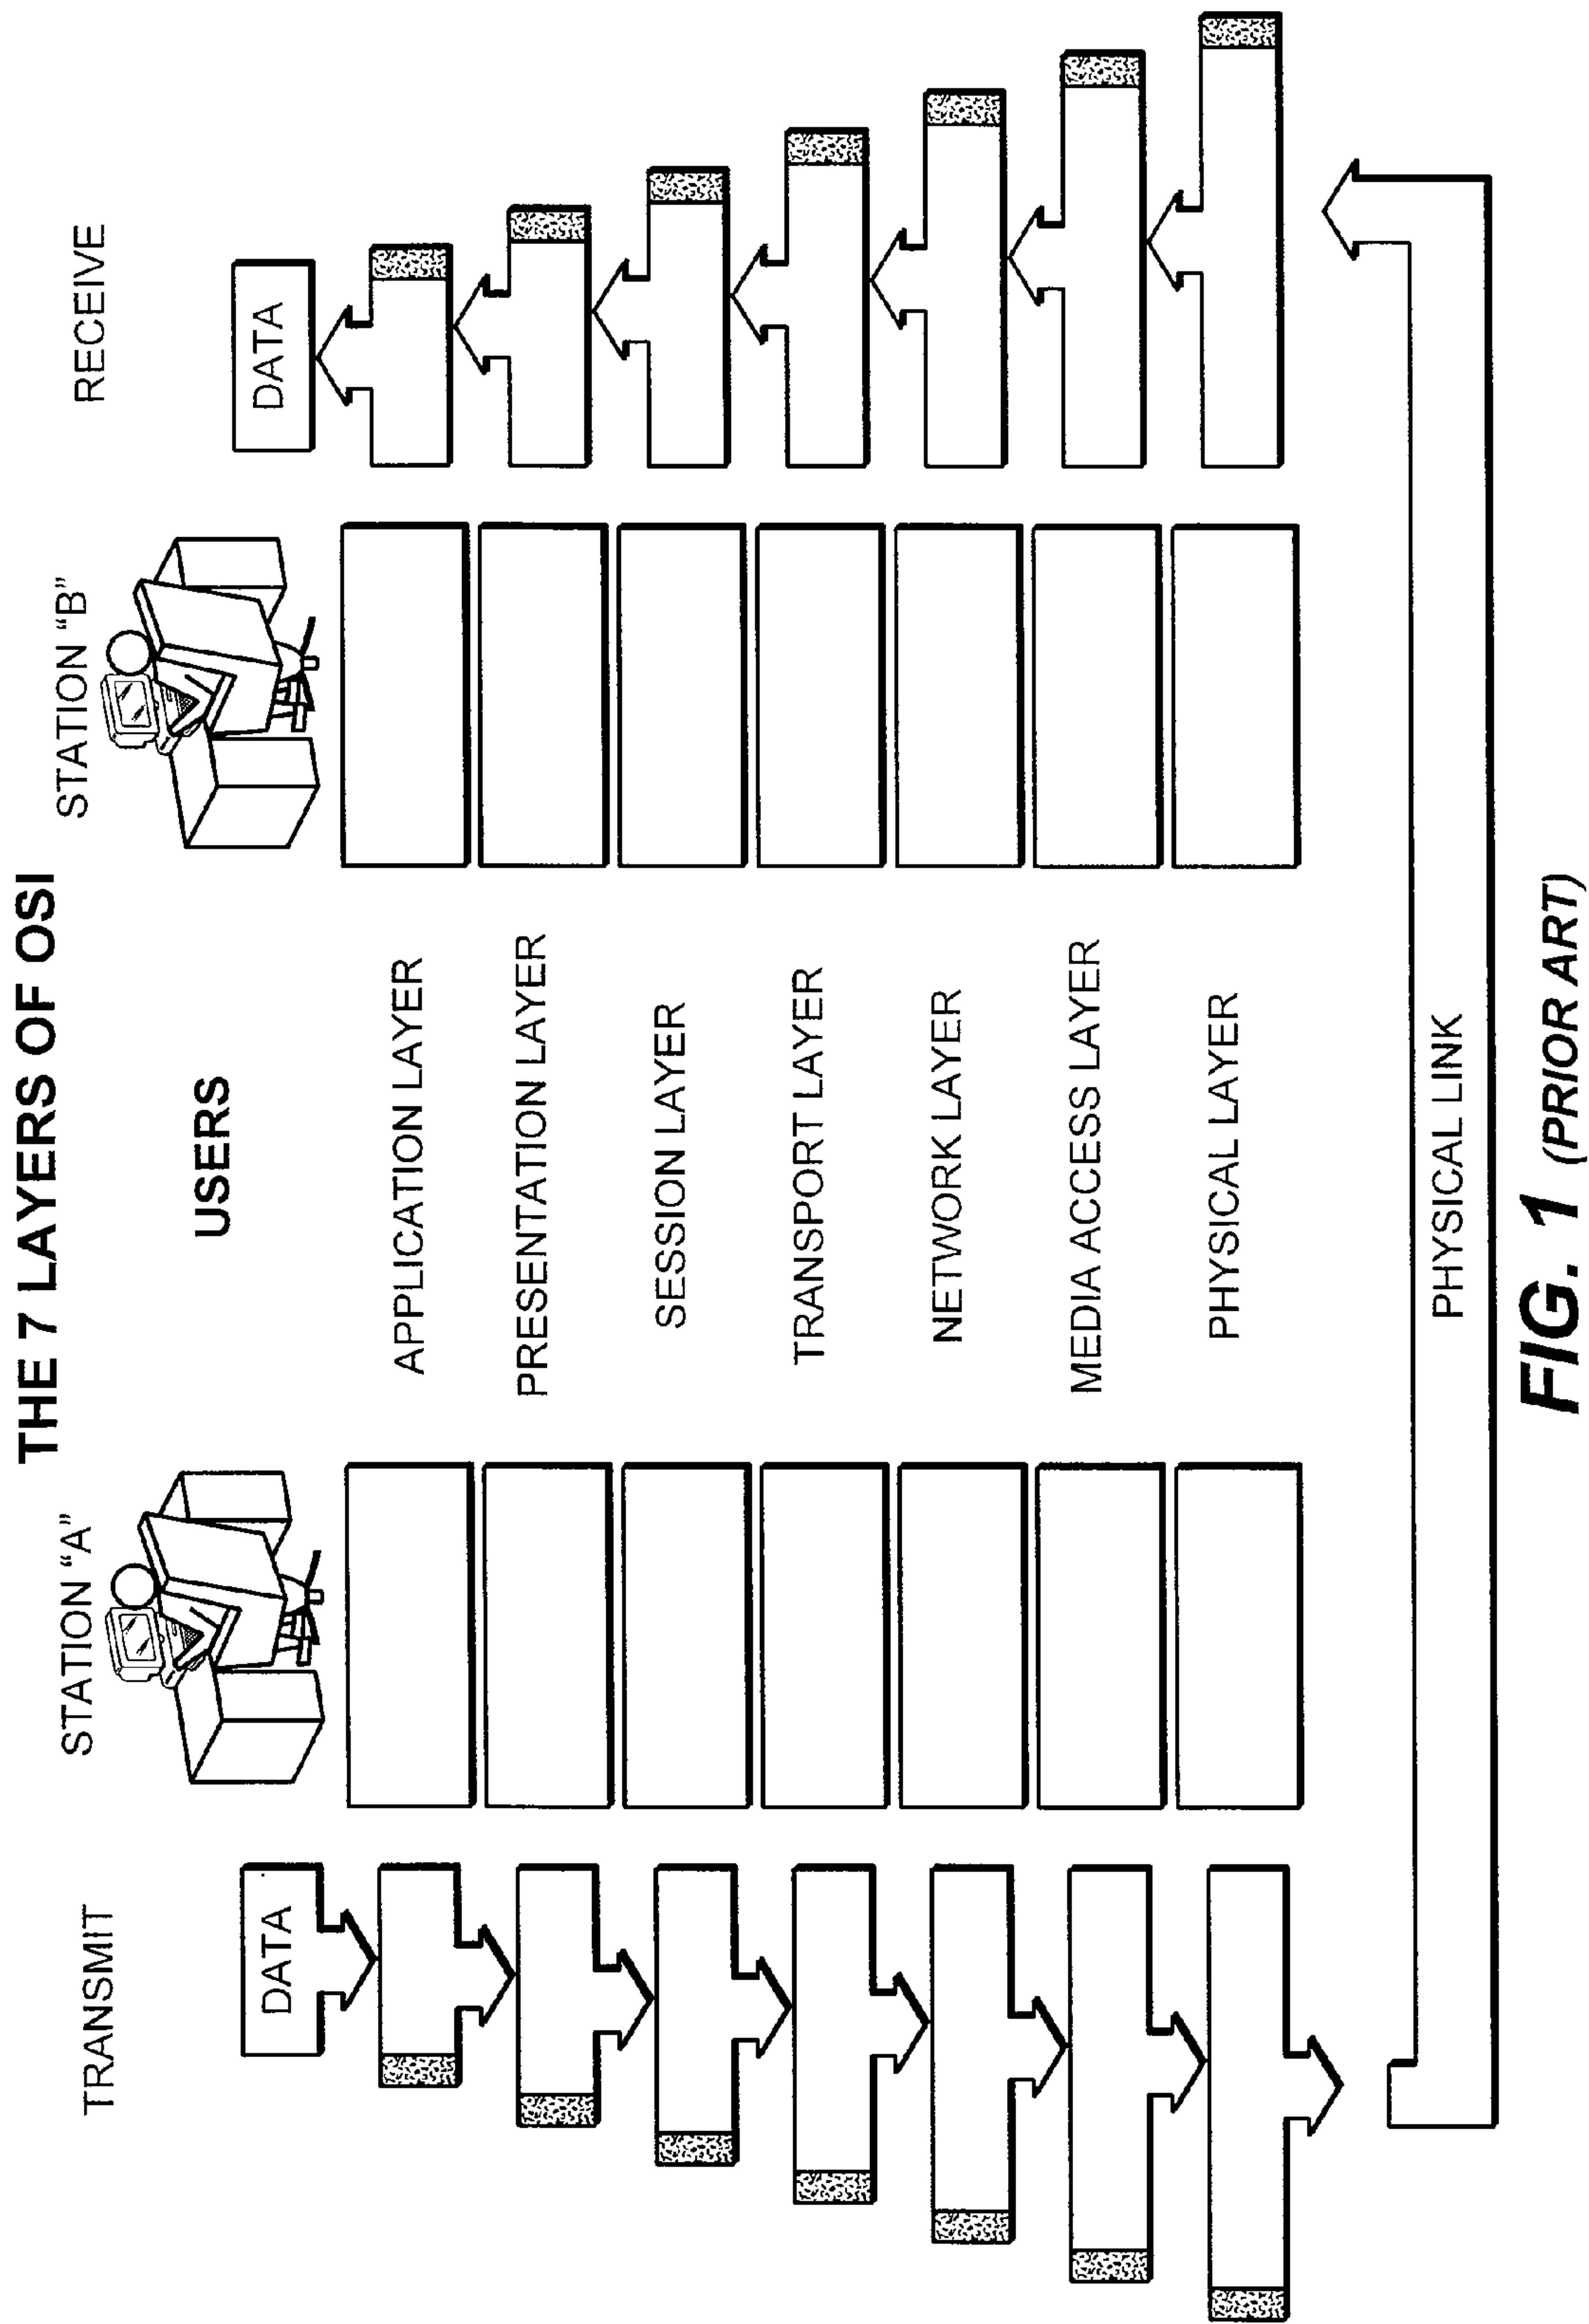 THE 7 LAYERS OF OSI
TRANSMIT
STATION “A”
STATION “B”
RECEIVE
USERS
DATA
DATA
APPLICATION LAYER
PRESENTATION LAYER
SESSION LAYER
TRANSPORT LAYER
NETWORK LAYER
MEDIA ACCESS LAYER
PHYSICAL LAYER
PHYSICAL LINK
FIG. 1 (PRIOR ART)